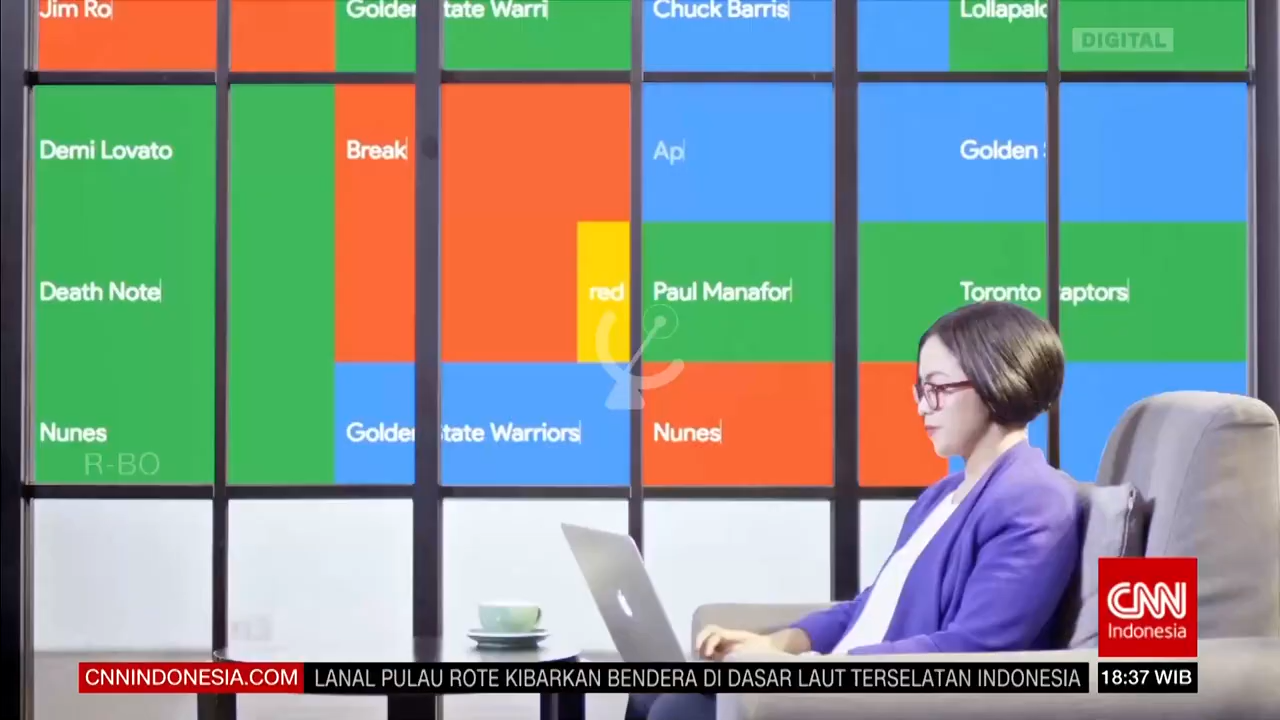 Jim Ro
Golden State Warri
Chuck Barris
Lollapalo
DIGITAL
Demi Lovato
Break
Ap
Golden
Death Note
red
Paul Manafor
Toronto Raptors
Nunes
Golden State Warriors
Nunes
R-BO
CNN
Indonesia
CNNINDONESIA.COM
LANAL PULAU ROTE KIBARKAN BENDERA DI DASAR LAUT TERSELATAN INDONESIA
18:37 WIB